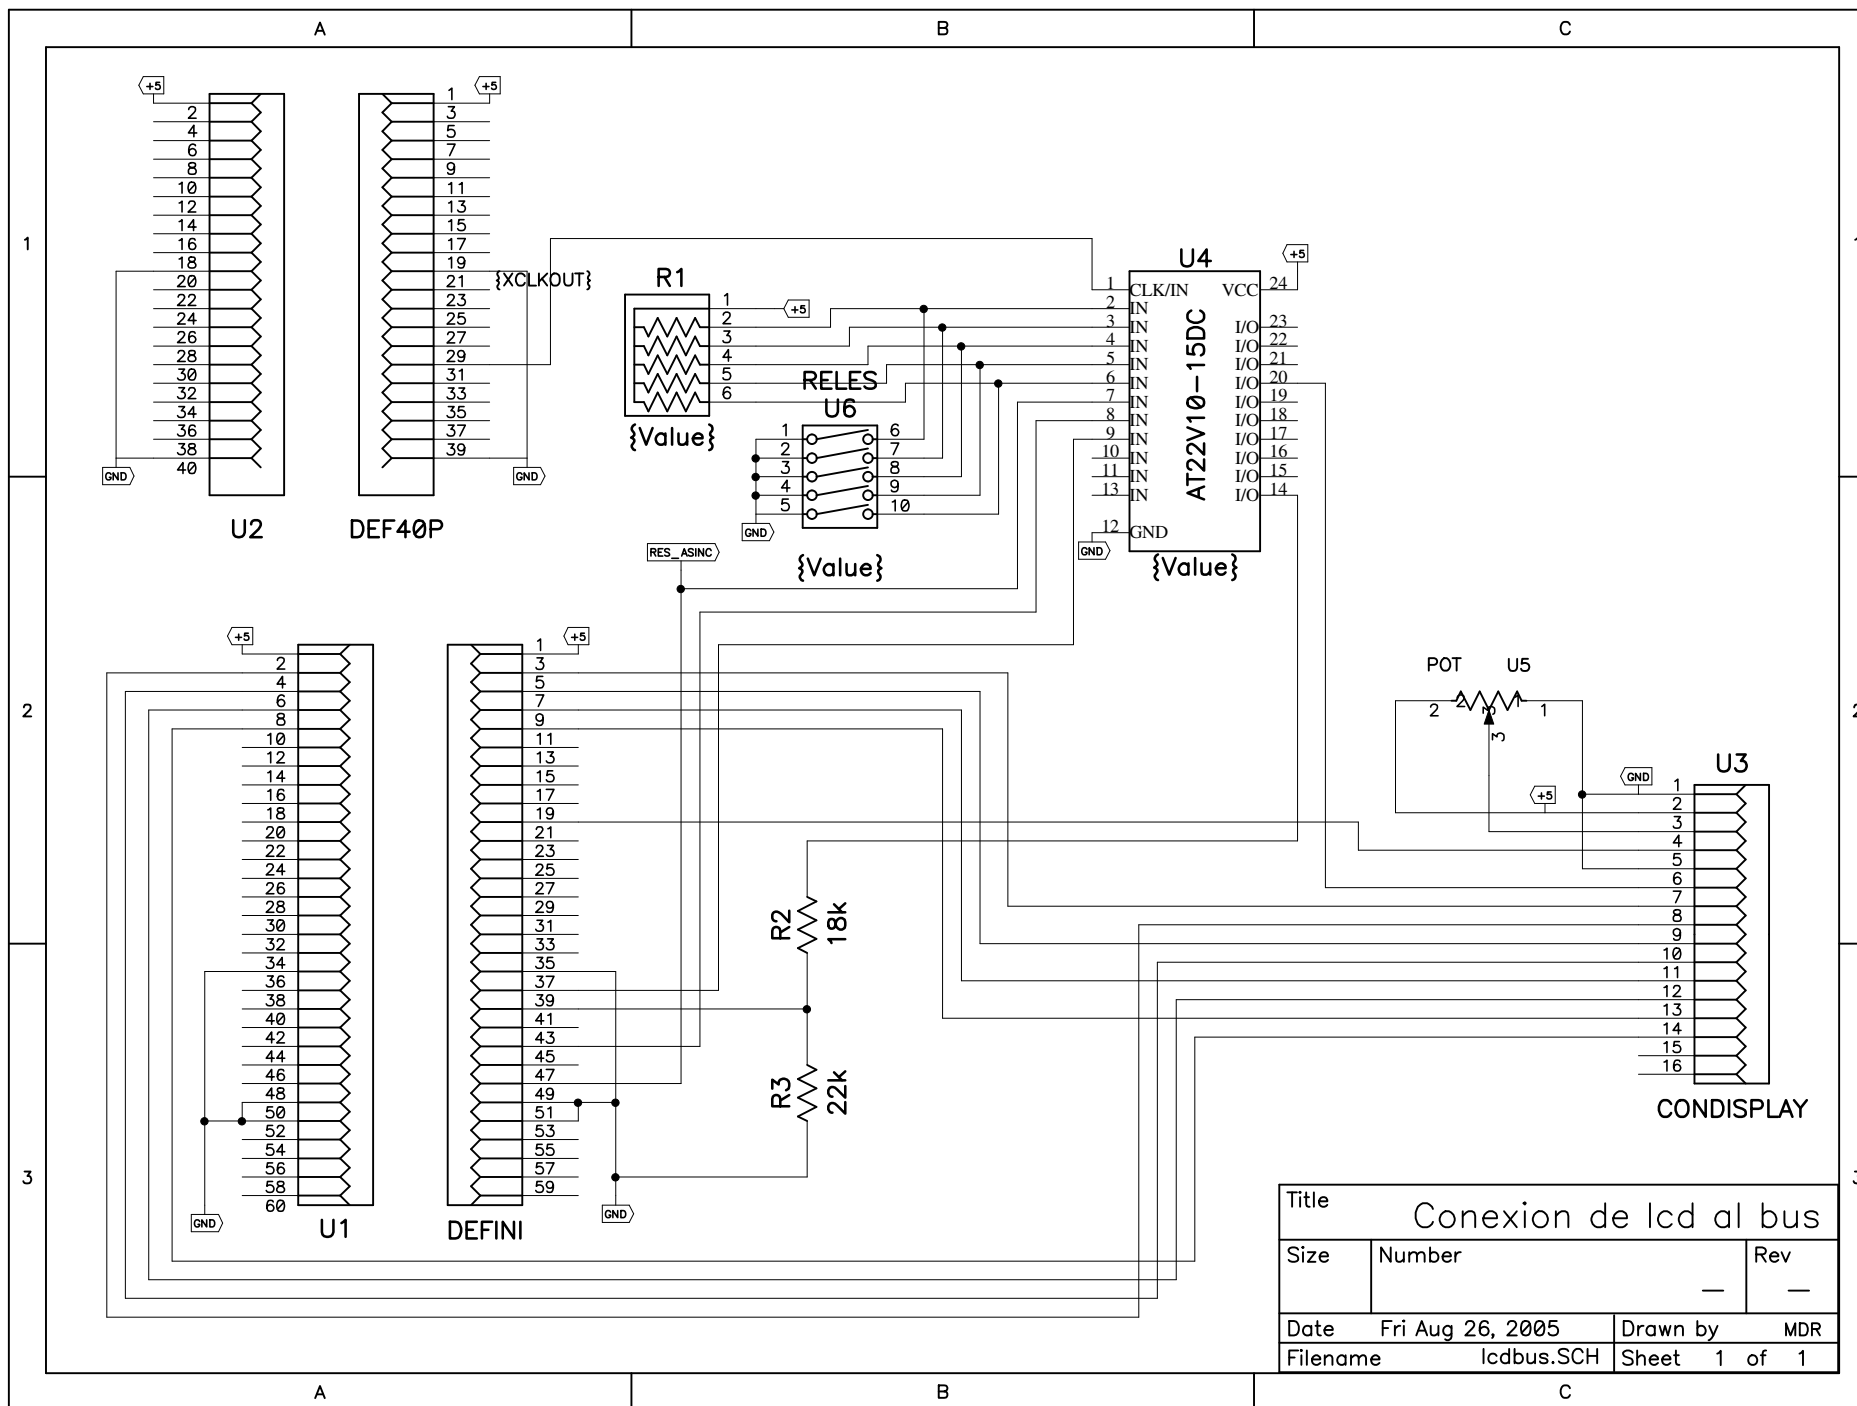 A B C
1
2
3
1
2
3
A B C
+5
2
4
6
8
10
12
14
16
18
20
22
24
26
28
30
32
34
36
38
40
GND
U2
+5
1
3
5
7
9
11
13
15
17
19
21
23
25
27
29
31
33
35
37
39
{XCLKOUT}
GND
DEF40P
R1
1
2
3
4
5
6
+5
{Value}
RELES
U6
1 6
2 7
3 8
4 9
5 10
GND
{Value}
RES_ASINC
U4
+5
1 CLK/IN VCC 24
2 IN
3 IN I/O 23
4 IN I/O 22
5 IN I/O 21
6 IN I/O 20
7 IN I/O 19
8 IN I/O 18
9 IN I/O 17
10 IN I/O 16
11 IN I/O 15
13 IN I/O 14
12 GND
AT22V10-15DC
GND
{Value}
+5
2
4
6
8
10
12
14
16
18
20
22
24
26
28
30
32
34
36
38
40
42
44
46
48
50
52
54
56
58
60
GND
U1
+5
1
3
5
7
9
11
13
15
17
19
21
23
25
27
29
31
33
35
37
39
41
43
45
47
49
51
53
55
57
59
GND
DEFINI
R2
18k
R3
22k
POT U5
2 2 3 1 1
3
GND
+5
U3
1
2
3
4
5
6
7
8
9
10
11
12
13
14
15
16
CONDISPLAY
Title
Conexion de lcd al bus
Size Number Rev
— —
Date Fri Aug 26, 2005 Drawn by MDR
Filename lcdbus.SCH Sheet 1 of 1